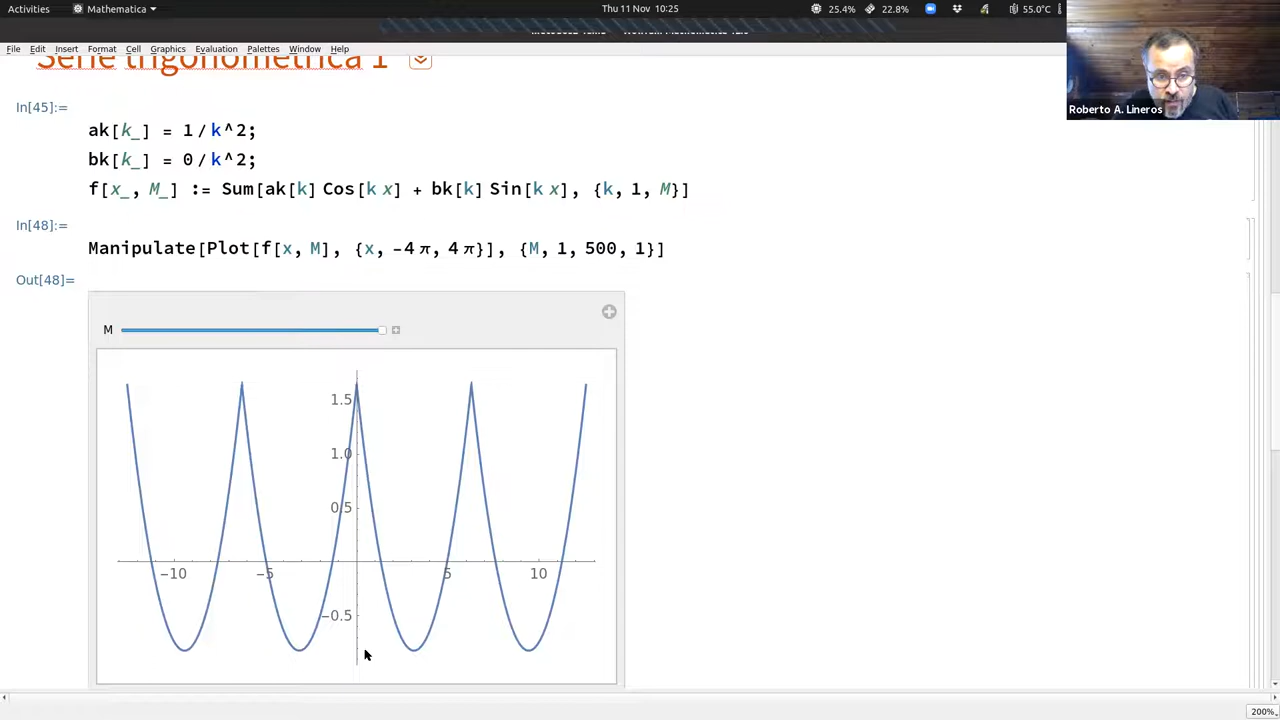 Activities Mathematica Thu 11 Nov 10:25 25.4% 22.8% 55.0°C
File Edit Insert Format Cell Graphics Evaluation Palettes Window Help
Serie trigonométrica 1
Roberto A. Lineros
In[45]:=
ak[k_] = 1/k^2;
bk[k_] = 0/k^2;
f[x_, M_] := Sum[ak[k] Cos[k x] + bk[k] Sin[k x], {k, 1, M}]
In[48]:=
Manipulate[Plot[f[x, M], {x, -4 π, 4 π}], {M, 1, 500, 1}]
Out[48]=
M
1.5
1.0
0.5
-10 -5 5 10
-0.5
200%